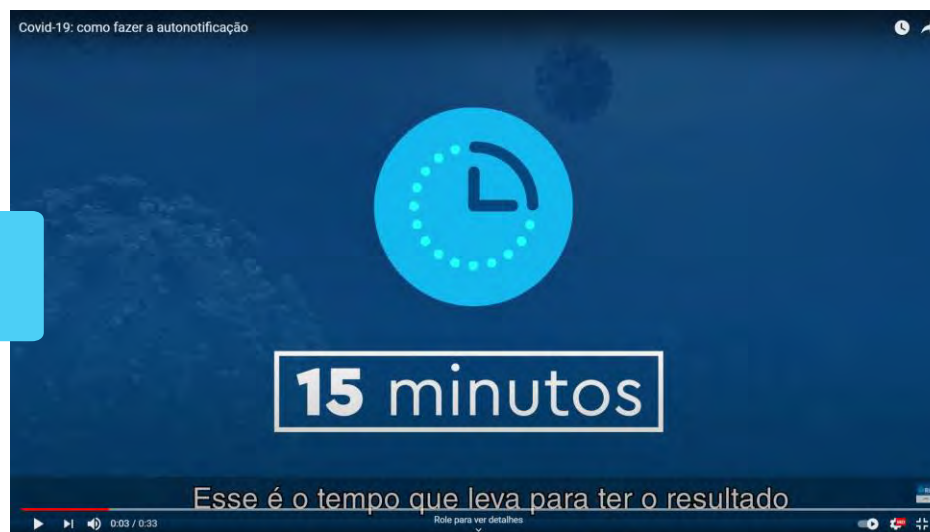 Covid-19: como fazer a autonotificação
15 minutos
Esse é o tempo que leva para ter o resultado
0:03 / 0:33
Role para ver detalhes